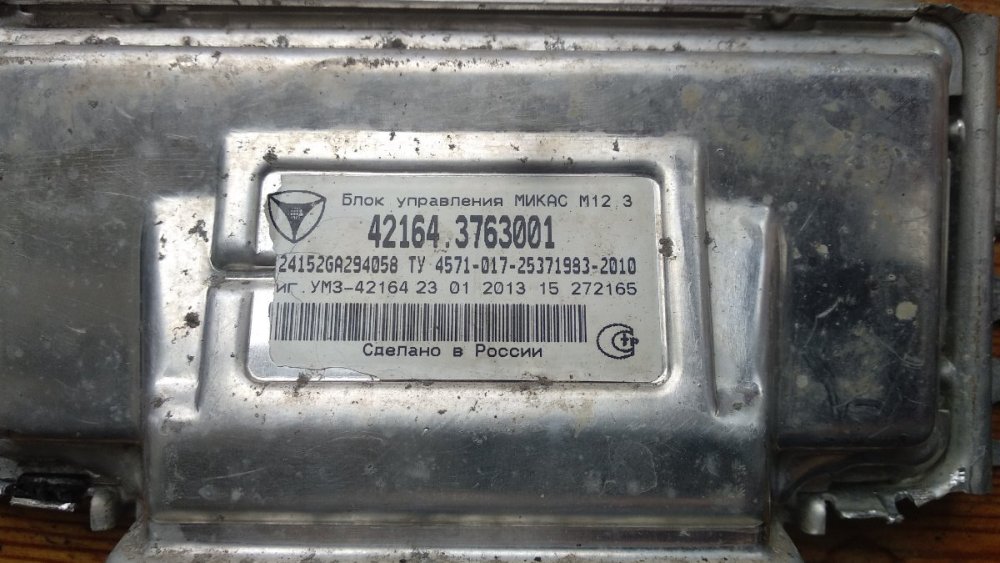 Блок управления МИКАС М12 3
42164.3763001
24152GA294058 ТУ 4571-017-25371983-2010
иг.УМЗ-42164 23 01 2013 15 272165
Сделано в России